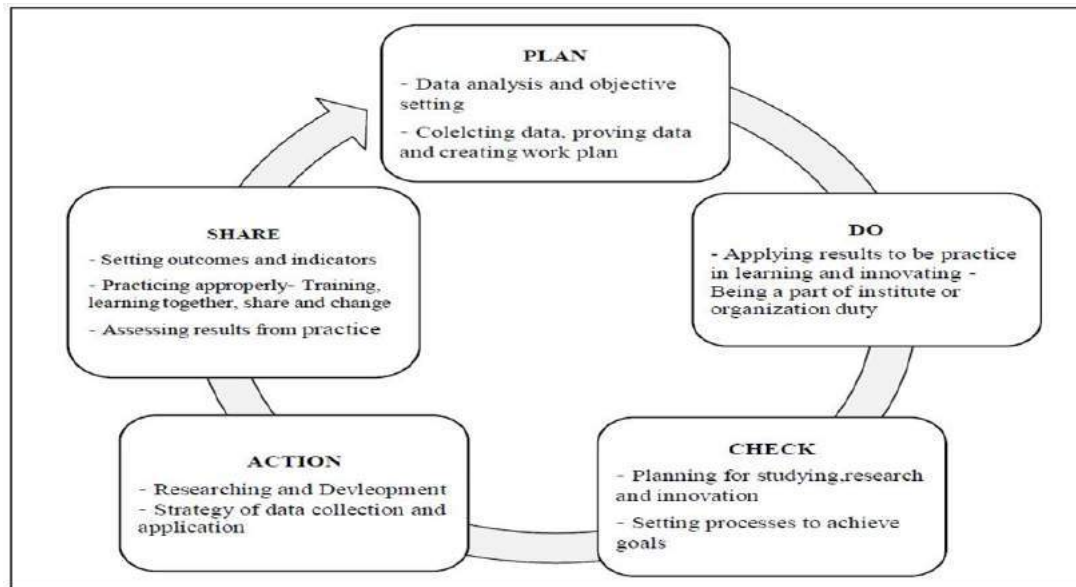 PLAN
- Data analysis and objective
setting
- Colelcting data, proving data
and creating work plan
DO
- Applying results to be practice
in learning and innovating -
Being a part of institute or
organization duty
CHECK
- Planning for studying,research
and innovation
- Setting processes to achieve
goals
ACTION
- Researching and Devleopment
- Strategy of data collection and
application
SHARE
- Setting outcomes and indicators
- Practicing approperly- Training,
learning together, share and change
- Assessing results from practice